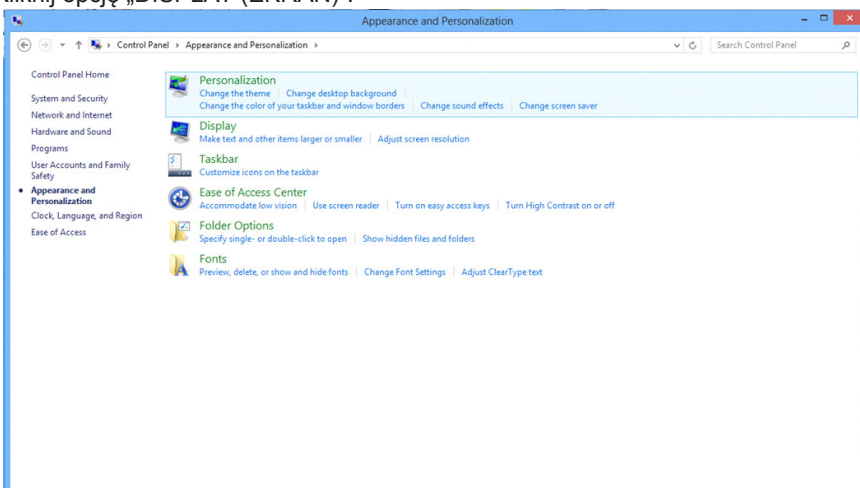 kliknij opcję „DISPLAY (EKRAN)”.
Appearance and Personalization
Control Panel Appearance and Personalization
Search Control Panel
Control Panel Home
System and Security
Network and Internet
Hardware and Sound
Programs
User Accounts and Family
Safety
Appearance and
Personalization
Clock, Language, and Region
Ease of Access
Personalization
Change the theme Change desktop background
Change the color of your taskbar and window borders Change sound effects Change screen saver
Display
Make text and other items larger or smaller Adjust screen resolution
Taskbar
Customize icons on the taskbar
Ease of Access Center
Accommodate low vision Use screen reader Turn on easy access keys Turn High Contrast on or off
Folder Options
Specify single- or double-click to open Show hidden files and folders
Fonts
Preview, delete, or show and hide fonts Change Font Settings Adjust ClearType text